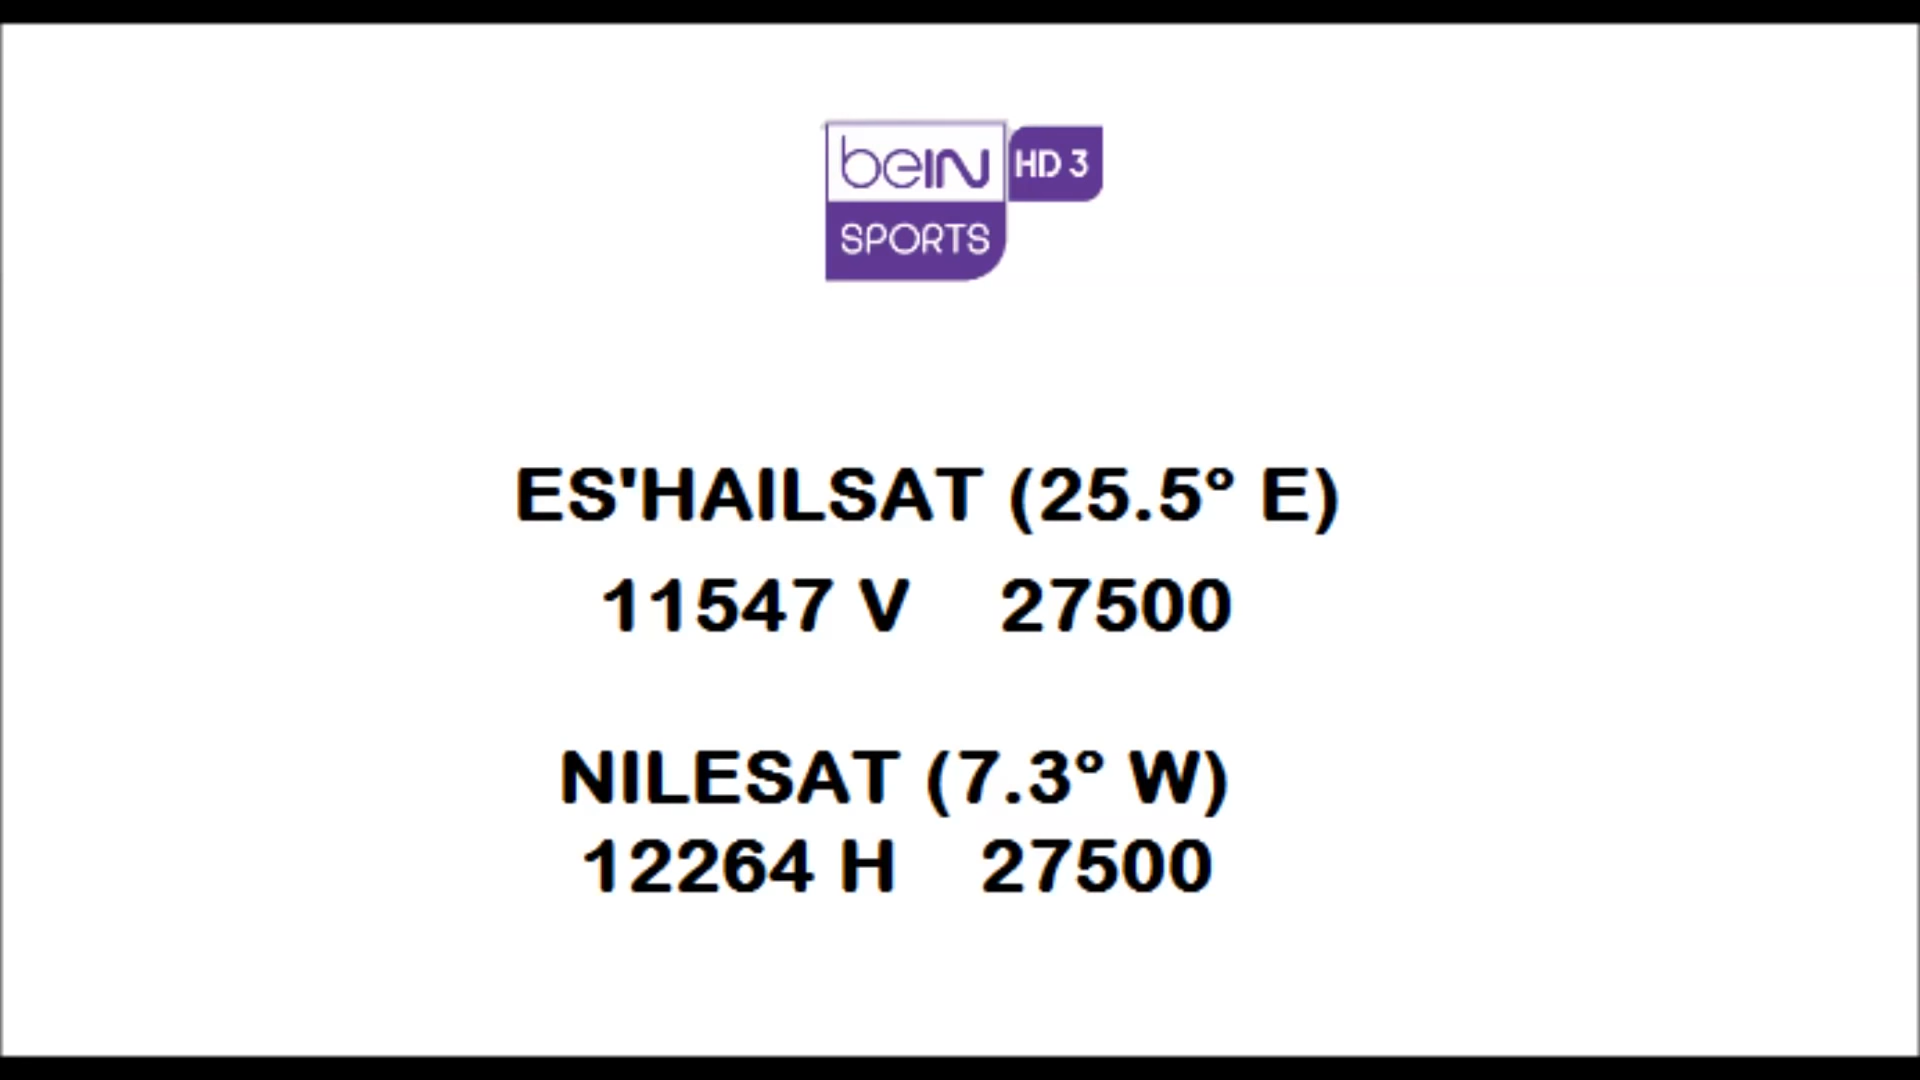 beIN HD 3
SPORTS
ES'HAILSAT (25.5° E)
11547 V 27500
NILESAT (7.3° W)
12264 H 27500